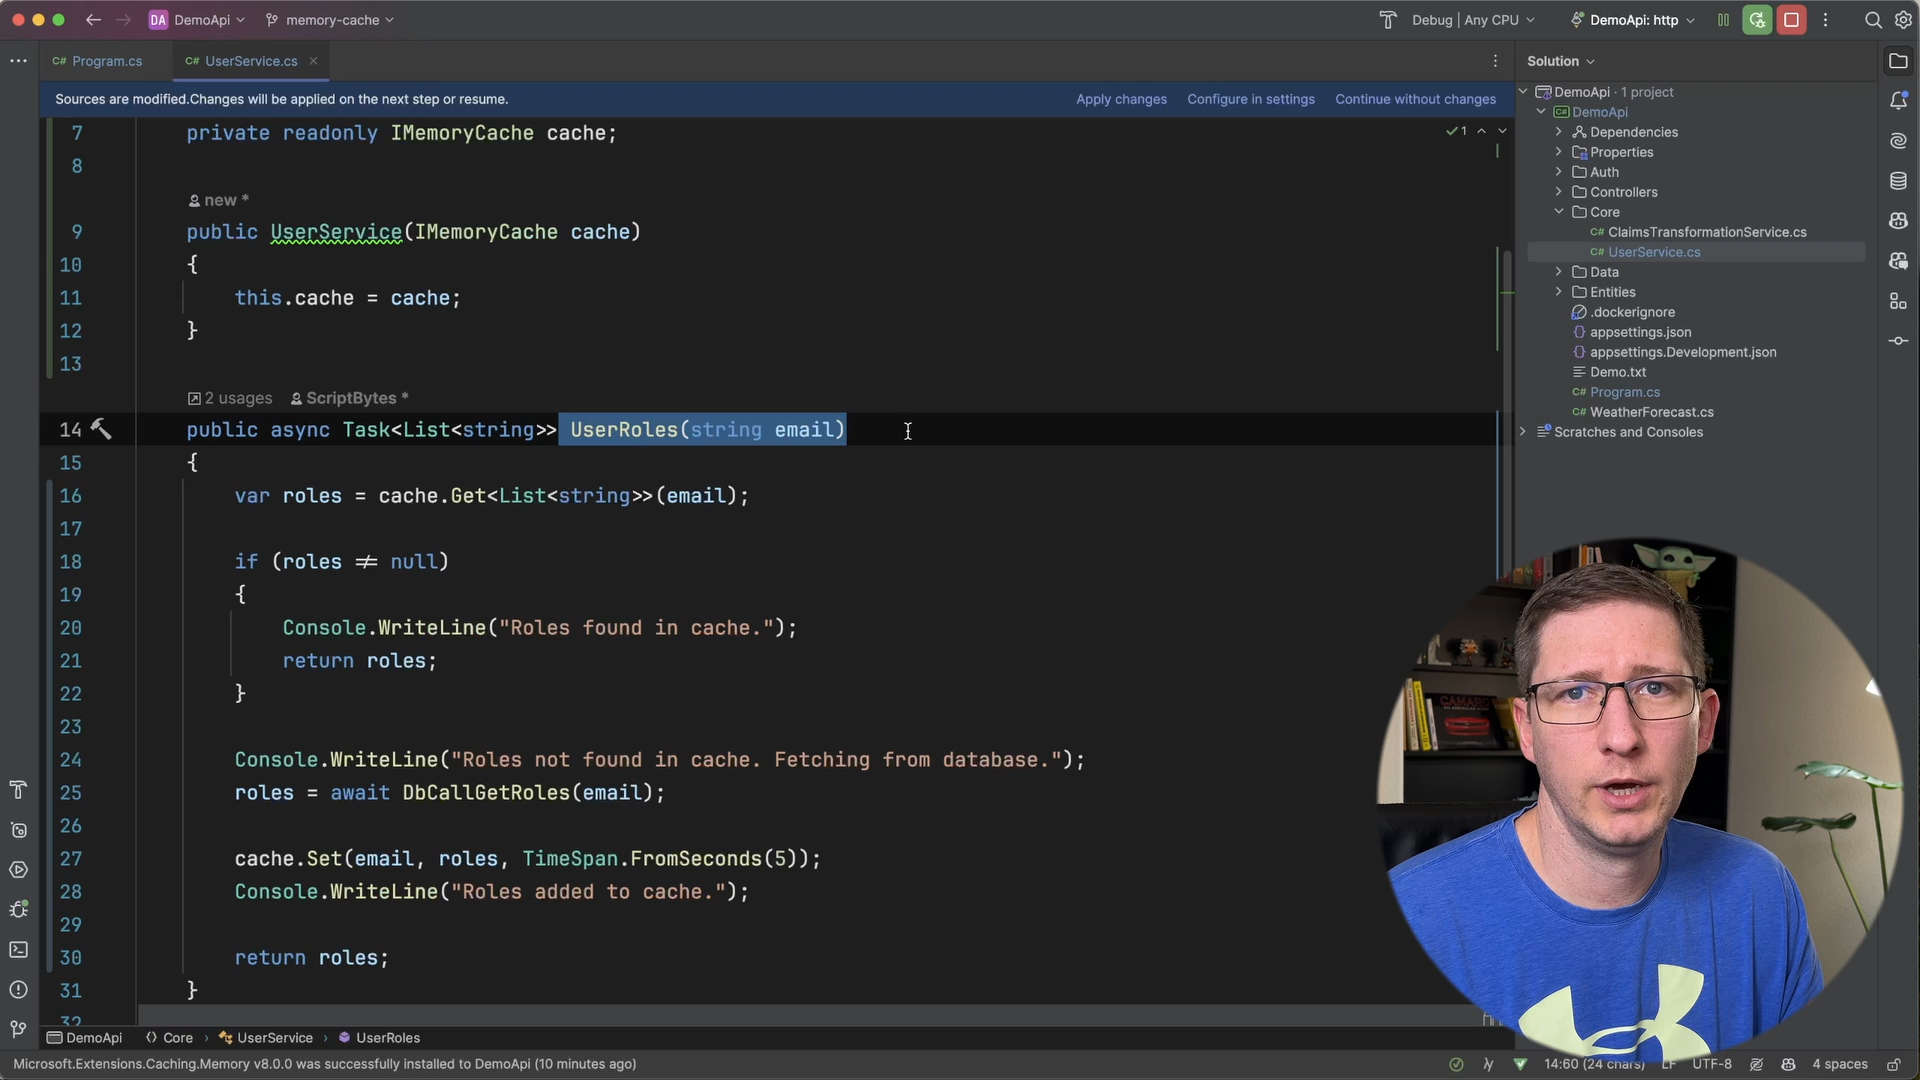 DA DemoApi memory-cache Debug | Any CPU DemoApi: http
C# Program.cs C# UserService.cs
Solution
Sources are modified.Changes will be applied on the next step or resume. Apply changes Configure in settings Continue without changes
7 private readonly IMemoryCache cache; 1
8
new *
9 public UserService(IMemoryCache cache)
10 {
11 this.cache = cache;
12 }
13
2 usages ScriptBytes *
14 public async Task<List<string>> UserRoles(string email)
15 {
16 var roles = cache.Get<List<string>>(email);
17
18 if (roles ≠ null)
19 {
20 Console.WriteLine("Roles found in cache.");
21 return roles;
22 }
23
24 Console.WriteLine("Roles not found in cache. Fetching from database.");
25 roles = await DbCallGetRoles(email);
26
27 cache.Set(email, roles, TimeSpan.FromSeconds(5));
28 Console.WriteLine("Roles added to cache.");
29
30 return roles;
31 }
32
DemoApi · 1 project
DemoApi
Dependencies
Properties
Auth
Controllers
Core
C# ClaimsTransformationService.cs
C# UserService.cs
Data
Entities
.dockerignore
{} appsettings.json
{} appsettings.Development.json
Demo.txt
C# Program.cs
C# WeatherForecast.cs
Scratches and Consoles
CAMARO
DemoApi Core UserService UserRoles
Microsoft.Extensions.Caching.Memory v8.0.0 was successfully installed to DemoApi (10 minutes ago) 14:60 (24 chars) LF UTF-8 4 spaces